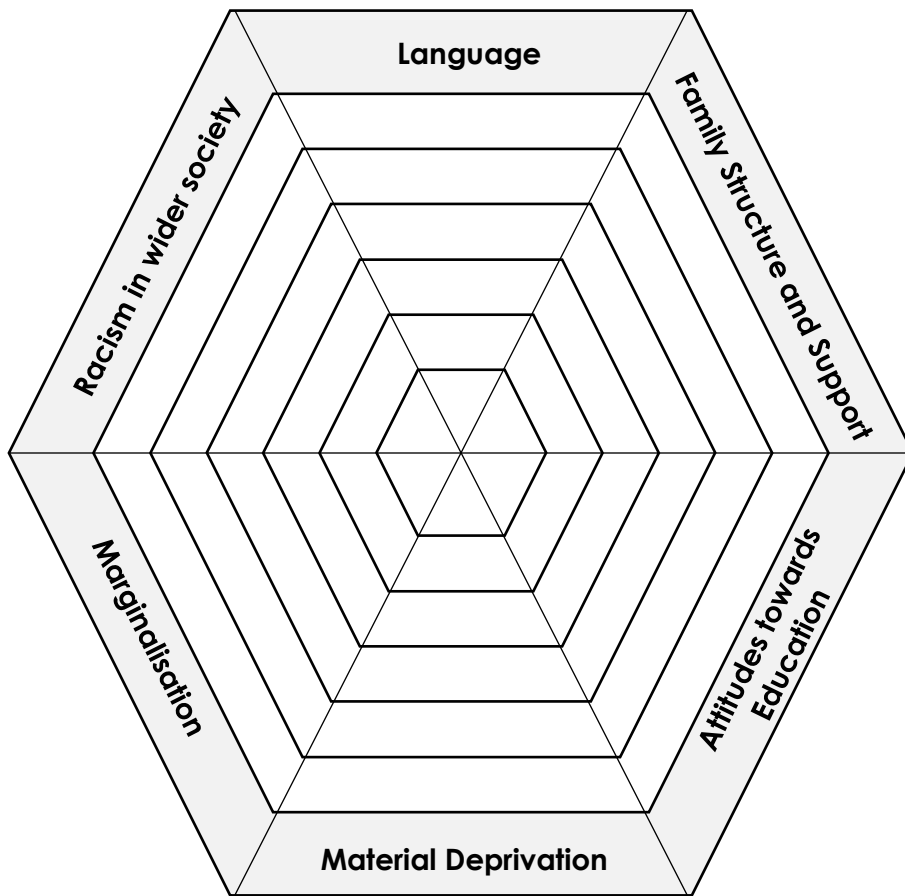 Language
Family Structure and Support
Attitudes towards
Education
Material Deprivation
Marginalisation
Racism in wider society